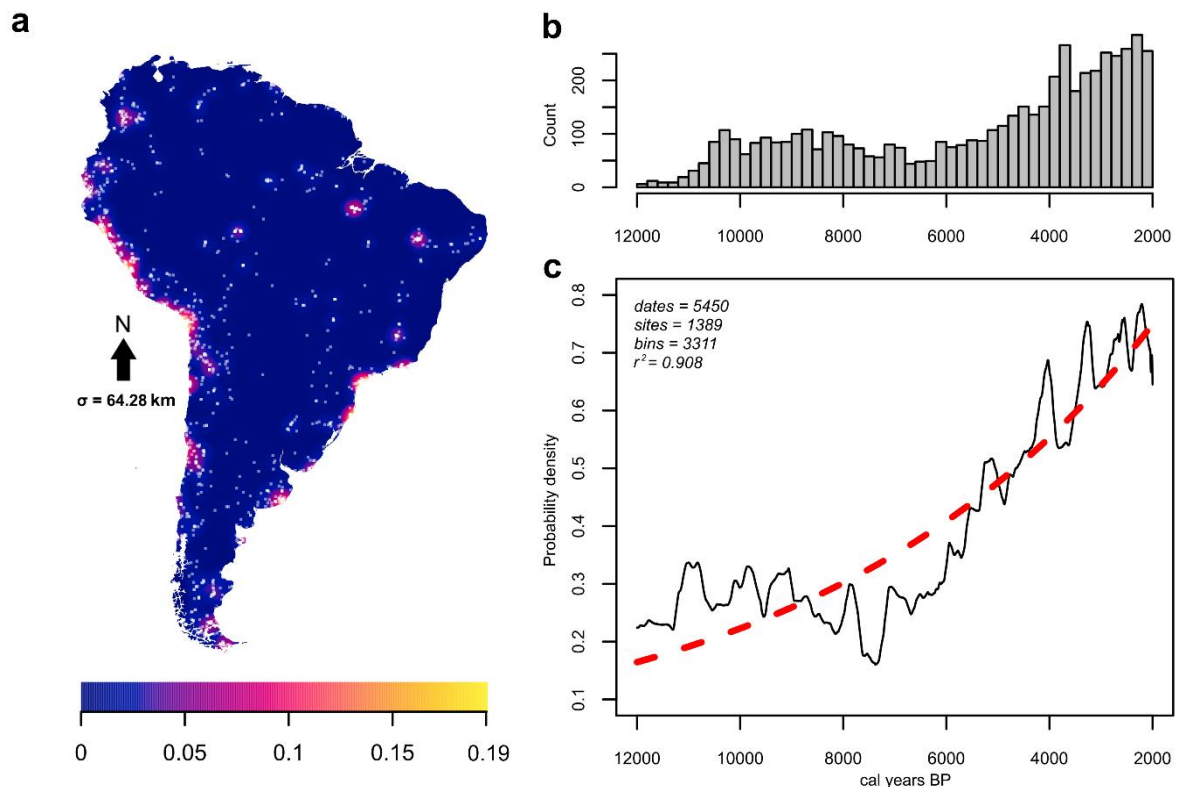 a
N
σ = 64.28 km
0 0.05 0.1 0.15 0.19
b
Count
200
100
0
12000 10000 8000 6000 4000 2000
c
dates = 5450
sites = 1389
bins = 3311
r² = 0.908
Probability density
0.8
0.7
0.6
0.5
0.4
0.3
0.2
0.1
12000 10000 8000 6000 4000 2000
cal years BP